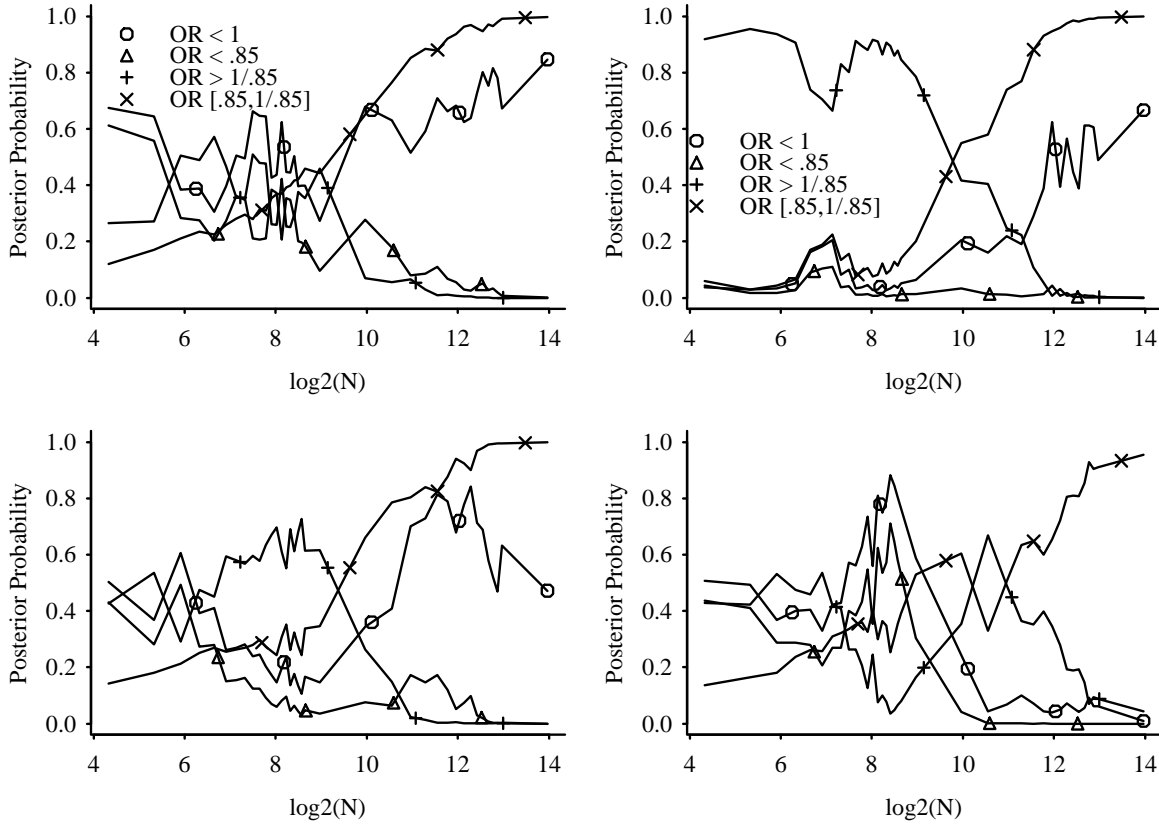 1.0
0.8
0.6
0.4
0.2
0.0
Posterior Probability
OR < 1
OR < .85
OR > 1/.85
OR [.85,1/.85]
4 6 8 10 12 14
log2(N)
1.0
0.8
0.6
0.4
0.2
0.0
Posterior Probability
OR < 1
OR < .85
OR > 1/.85
OR [.85,1/.85]
4 6 8 10 12 14
log2(N)
1.0
0.8
0.6
0.4
0.2
0.0
Posterior Probability
4 6 8 10 12 14
log2(N)
1.0
0.8
0.6
0.4
0.2
0.0
Posterior Probability
4 6 8 10 12 14
log2(N)